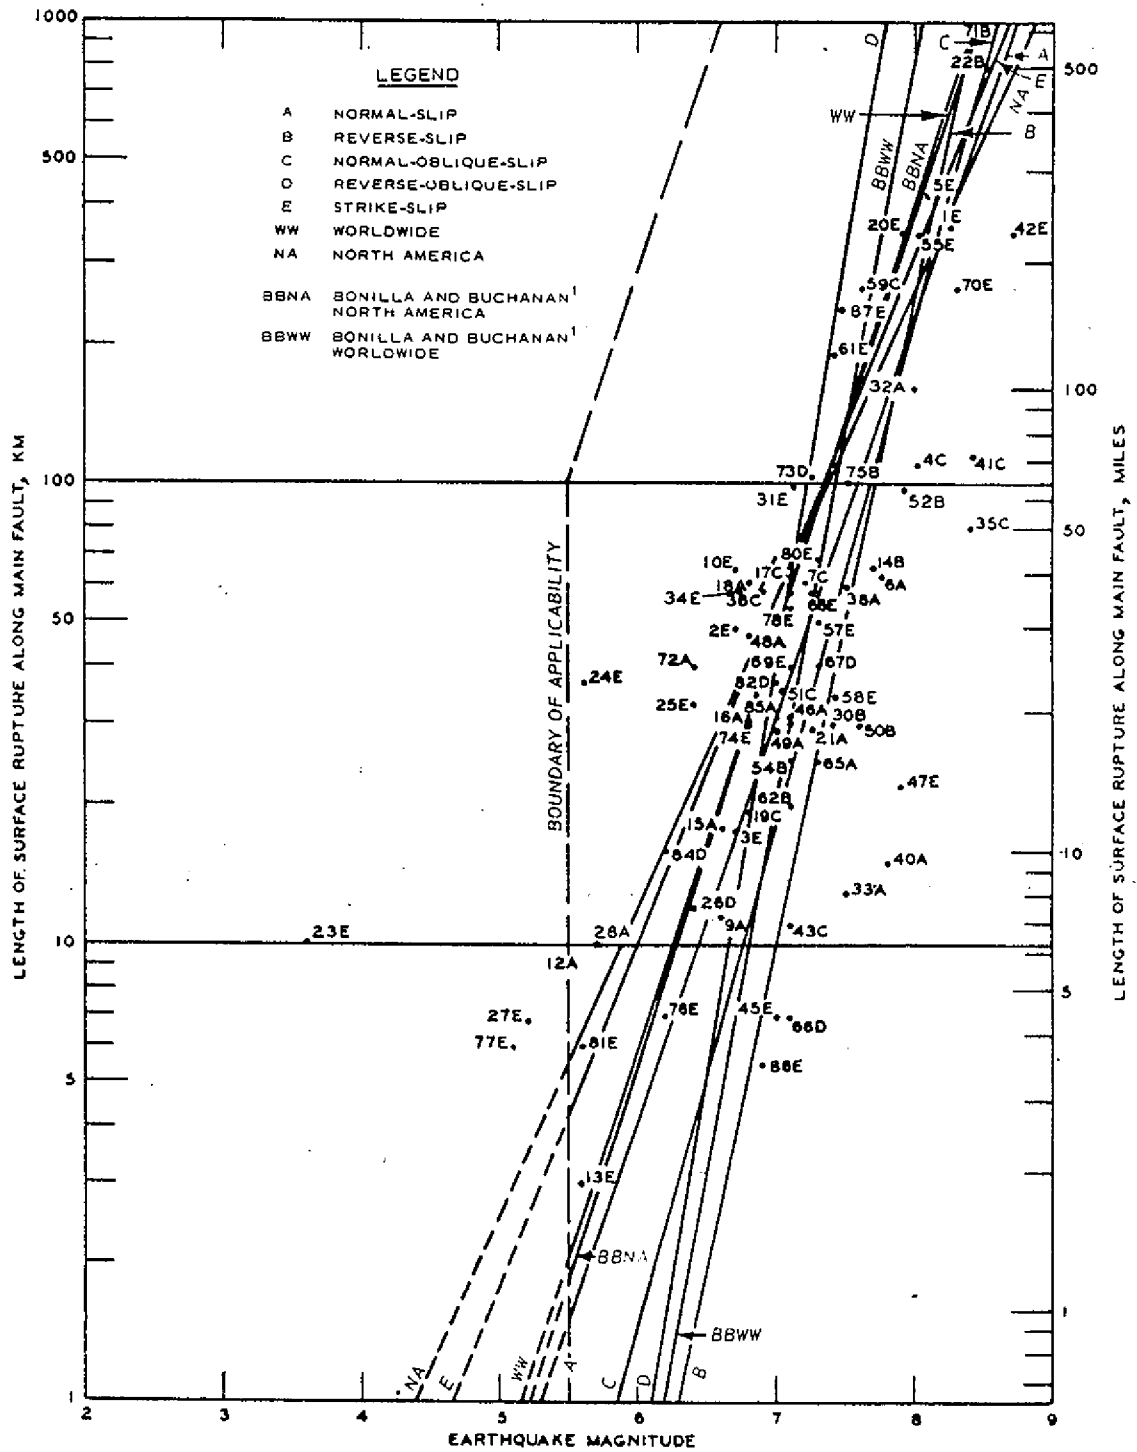 1000
500
100
50
10
5
1
LENGTH OF SURFACE RUPTURE ALONG MAIN FAULT, KM
LEGEND
A NORMAL-SLIP
B REVERSE-SLIP
C NORMAL-OBLIQUE-SLIP
D REVERSE-OBLIQUE-SLIP
E STRIKE-SLIP
WW WORLDWIDE
NA NORTH AMERICA
BBNA BONILLA AND BUCHANAN1
NORTH AMERICA
BBWW BONILLA AND BUCHANAN1
WORLDWIDE
BOUNDARY OF APPLICABILITY
D
BBWW
BBNA
WW
C
71B
22B
A
E
NA
B
5E
1E
20E
55E
42E
59C
70E
87E
61E
32A
4C
41C
73D
75B
31E
52B
35C
80E
10E
17C
7C
14B
18A
6A
34E
36C
68E
38A
78E
2E
57E
48A
72A
69E
67D
24E
82D
51C
58E
25E
85A
46A
16A
30B
50B
74E
49A
21A
54B
65A
47E
62B
19C
15A
3E
84D
40A
33A
26D
9A
43C
23E
28A
12A
27E
76E
45E
66D
77E
81E
88E
13E
BBNA
BBWW
NA
E
WW
A
C
D
B
2 3 4 5 6 7 8 9
EARTHQUAKE MAGNITUDE
500
100
50
10
5
1
LENGTH OF SURFACE RUPTURE ALONG MAIN FAULT, MILES